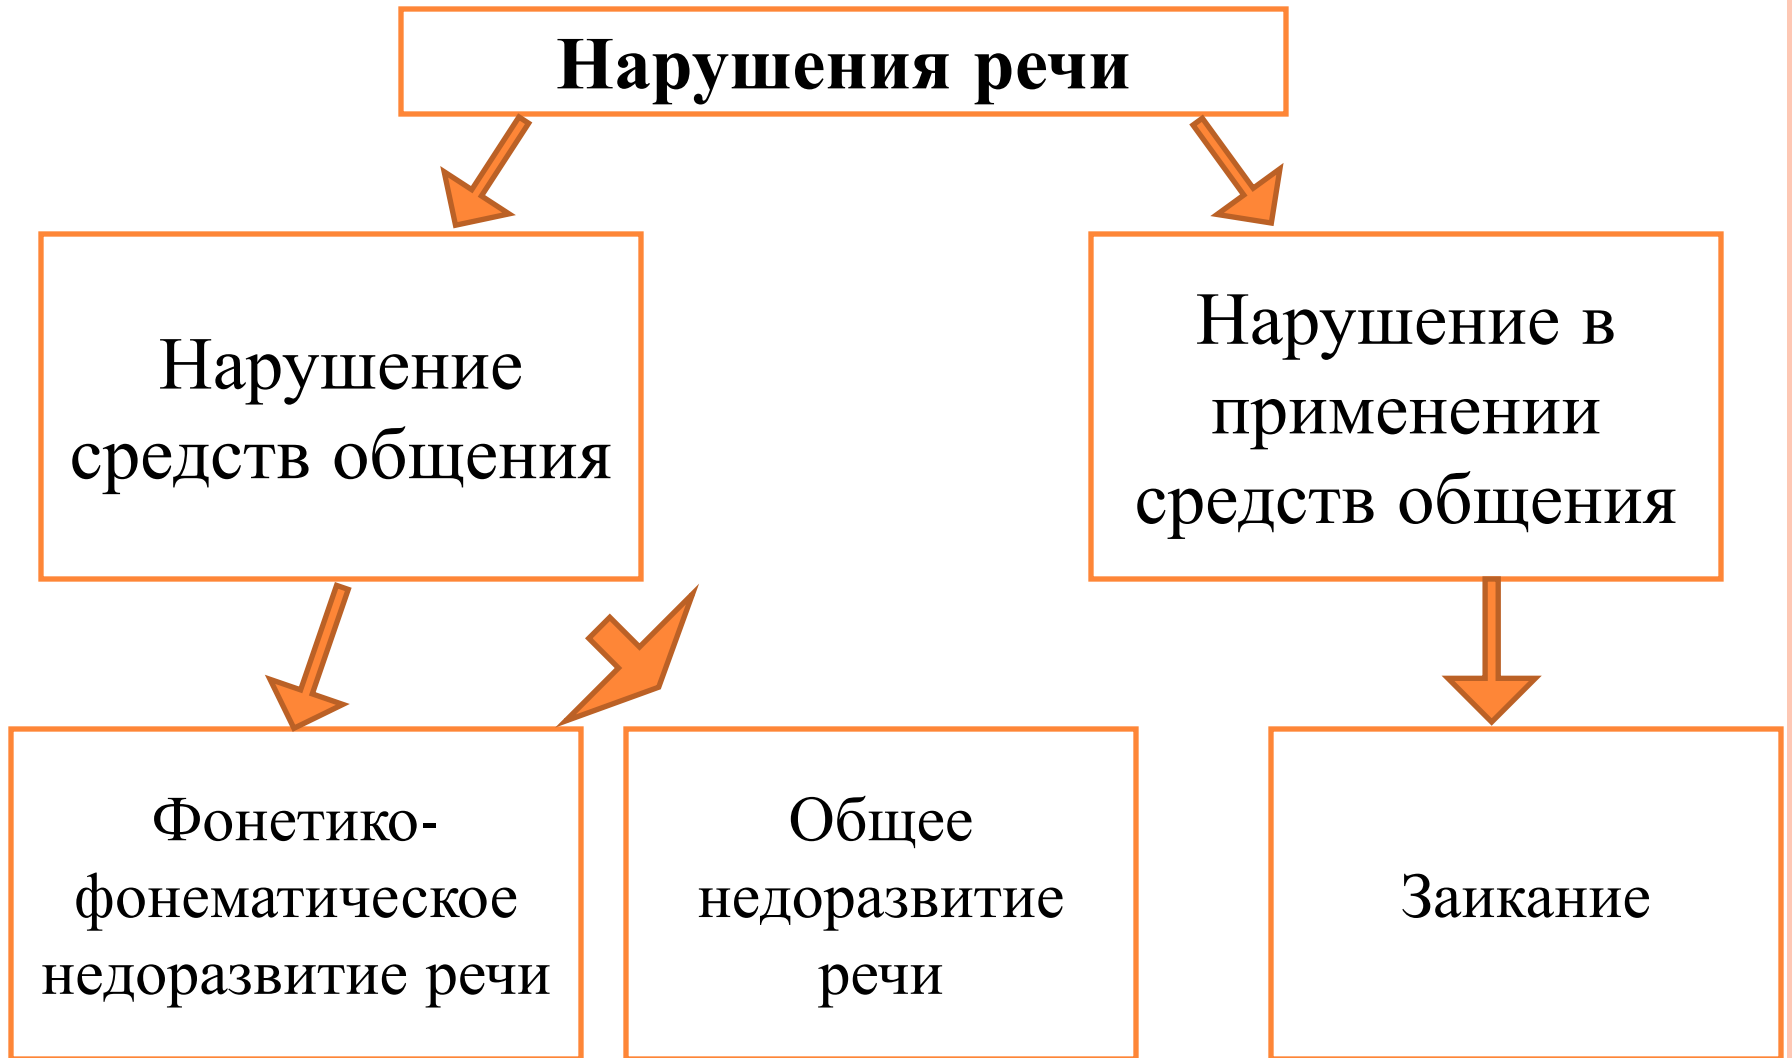 Нарушения речи
Нарушение
средств общения
Нарушение в
применении
средств общения
Фонетико-
фонематическое
недоразвитие речи
Общее
недоразвитие
речи
Заикание